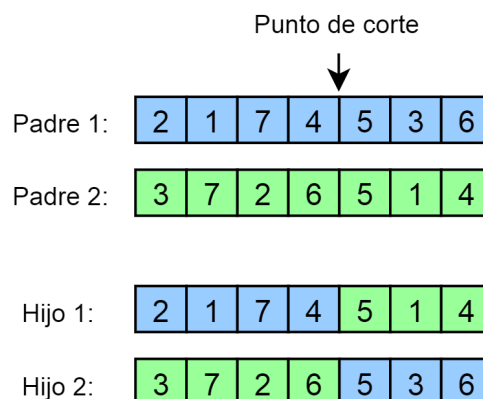 Punto de corte
Padre 1: 2 1 7 4 5 3 6
Padre 2: 3 7 2 6 5 1 4
Hijo 1: 2 1 7 4 5 1 4
Hijo 2: 3 7 2 6 5 3 6